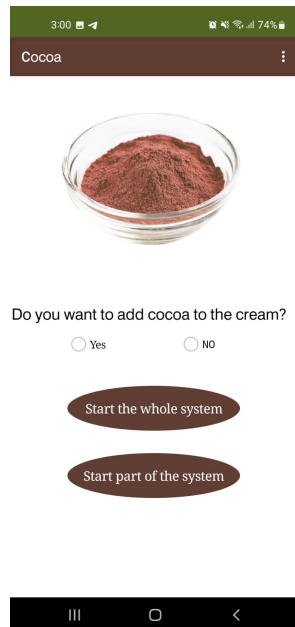 3:00 74%
Cocoa
Do you want to add cocoa to the cream?
Yes NO
Start the whole system
Start part of the system